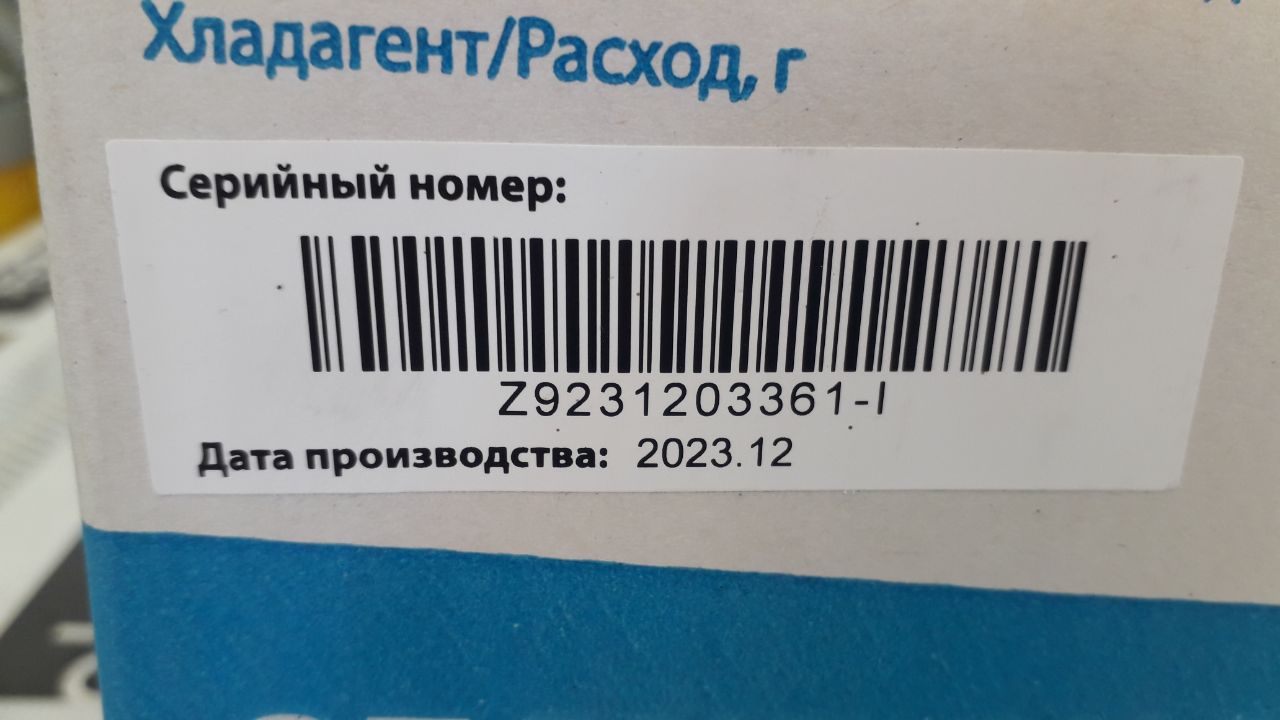 Хладагент/Расход, г
Серийный номер:
Z9231203361-I
Дата производства: 2023.12